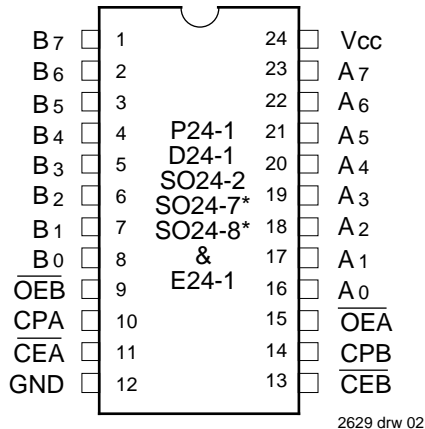 B7 1 24 Vcc
B6 2 23 A7
B5 3 22 A6
B4 4 P24-1 21 A5
B3 5 D24-1 20 A4
B2 6 SO24-2 19 A3
B1 7 SO24-7* 18 A2
B0 8 SO24-8* 17 A1
OEB 9 & 16 A0
CPA 10 E24-1 15 OEA
CEA 11 14 CPB
GND 12 13 CEB
2629 drw 02